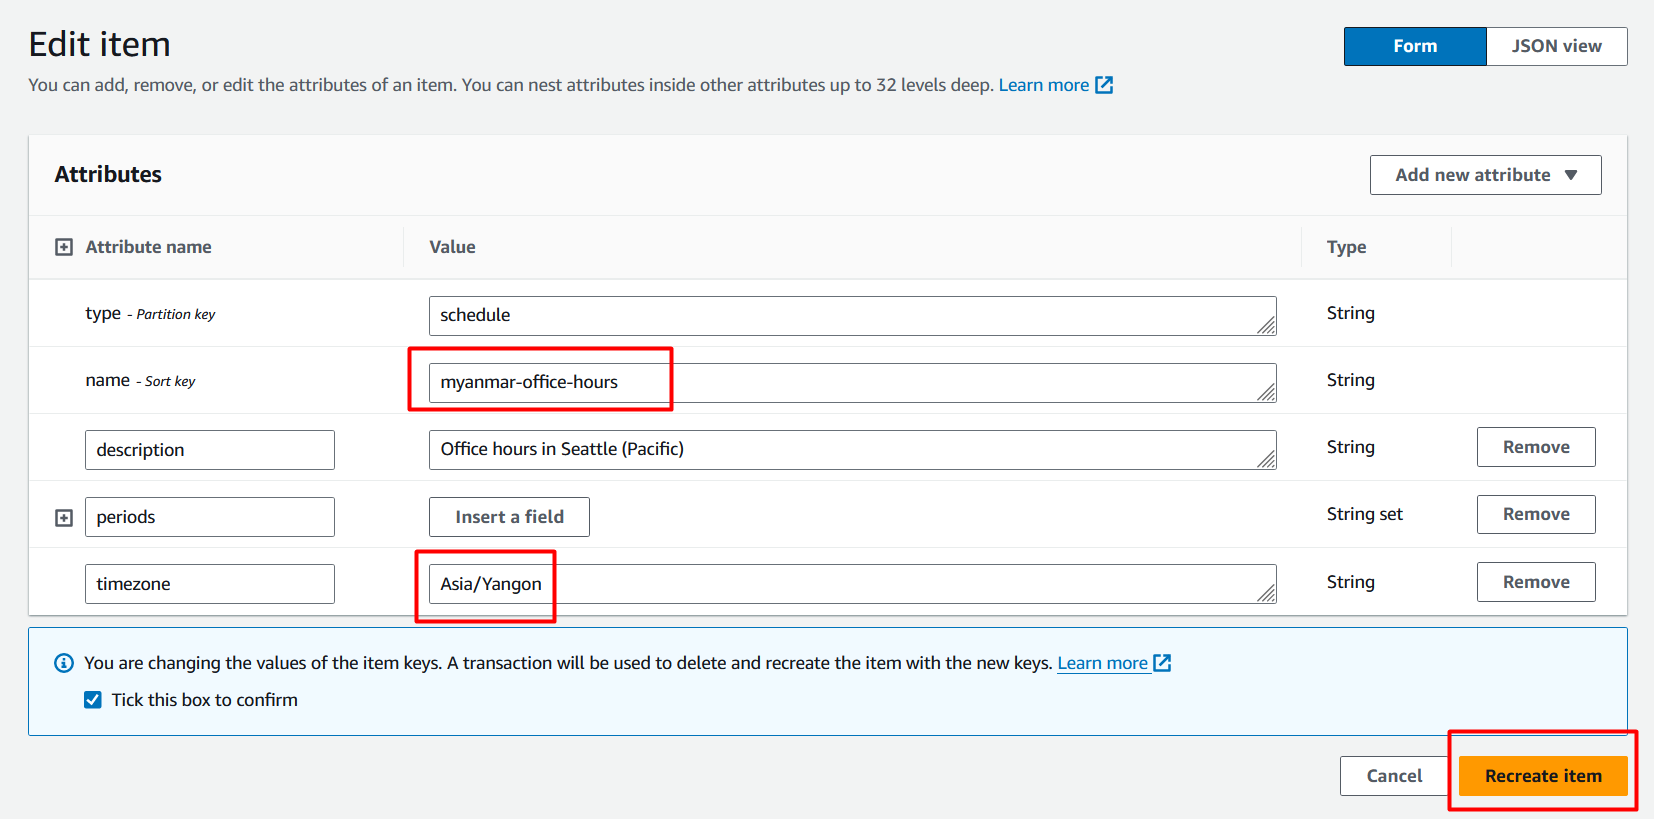 Edit item
Form JSON view
You can add, remove, or edit the attributes of an item. You can nest attributes inside other attributes up to 32 levels deep. Learn more
Attributes
Add new attribute
Attribute name Value Type
type - Partition key schedule String
name - Sort key myanmar-office-hours String
description Office hours in Seattle (Pacific) String Remove
periods Insert a field String set Remove
timezone Asia/Yangon String Remove
You are changing the values of the item keys. A transaction will be used to delete and recreate the item with the new keys. Learn more
Tick this box to confirm
Cancel Recreate item